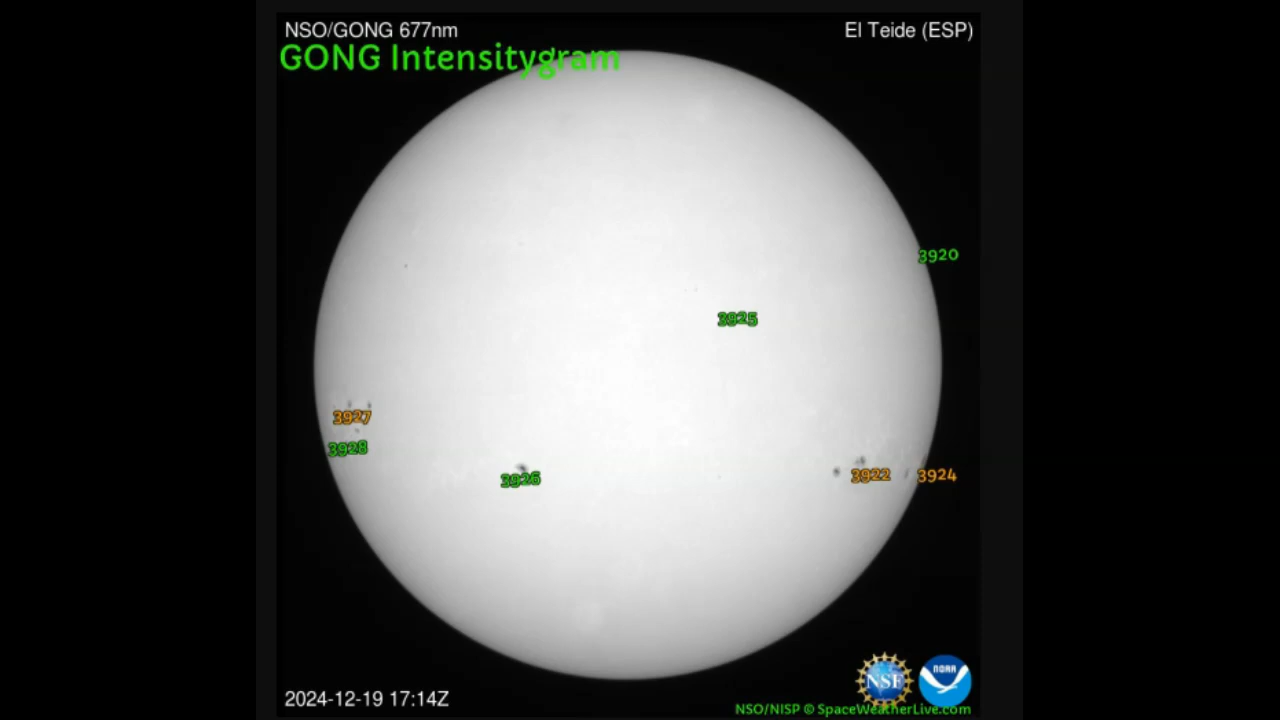 NSO/GONG 677nm
El Teide (ESP)
GONG Intensitygram
3920
3925
3927
3928
3926
3922
3924
NSF
NOAA
2024-12-19 17:14Z
NSO/NISP © SpaceWeatherLive.com